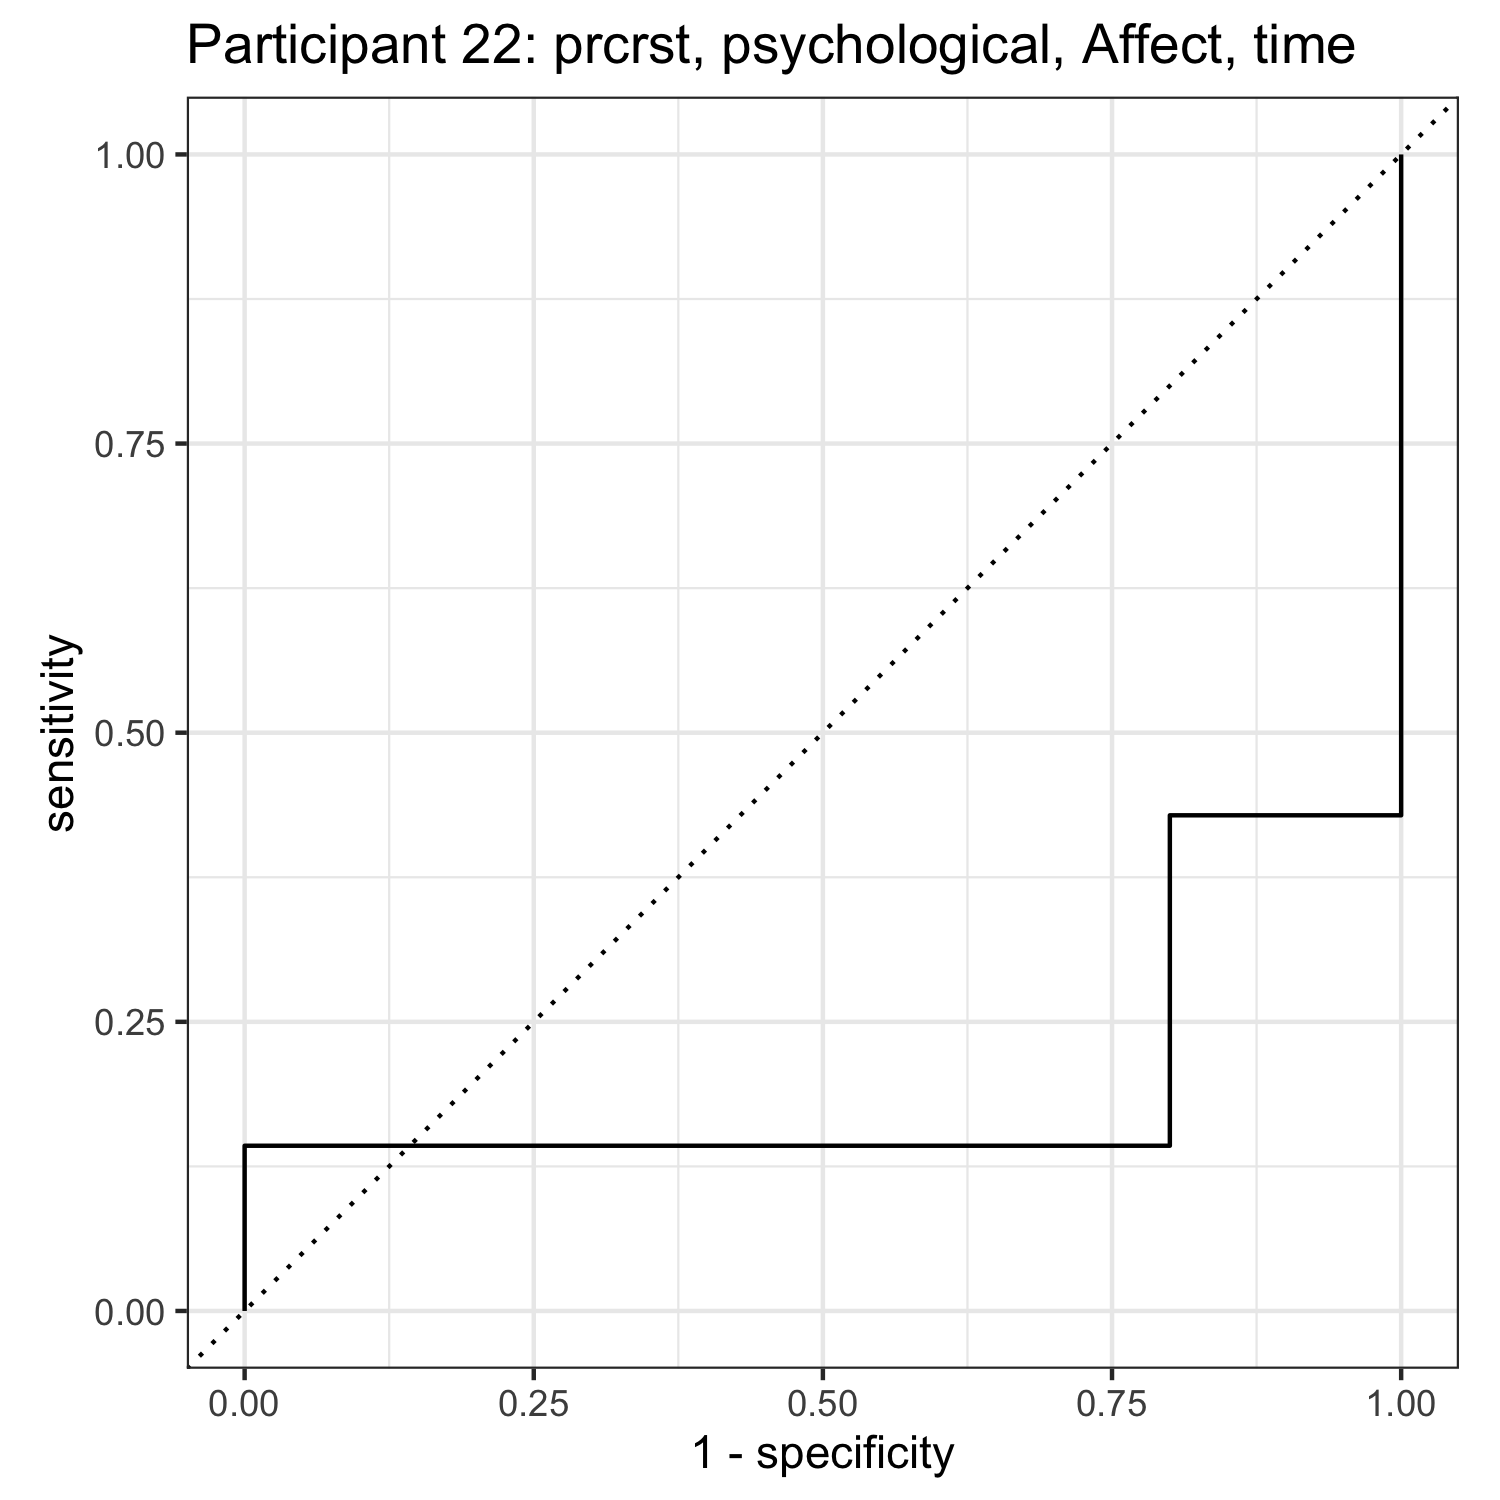 Participant 22: prcrst, psychological, Affect, time
1.00
0.75
0.50
0.25
0.00
sensitivity
0.00 0.25 0.50 0.75 1.00
1 - specificity